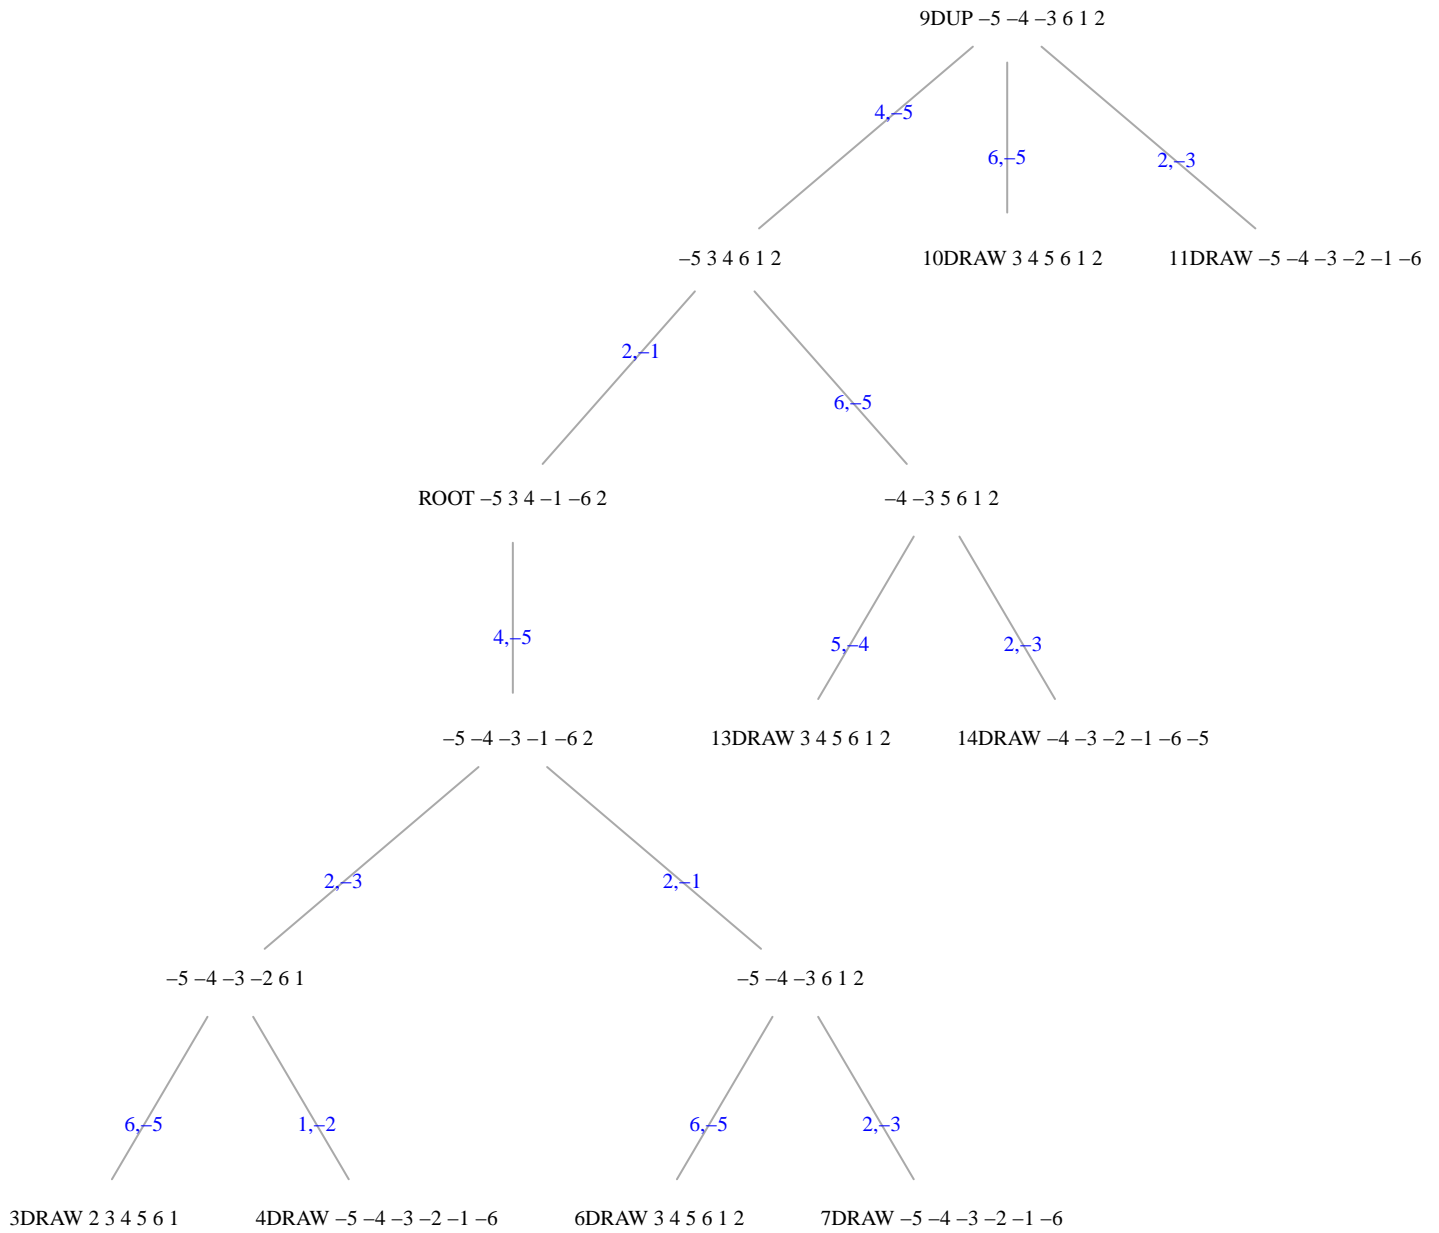 9DUP –5 –4 –3 6 1 2
4,–5
6,–5
2,–3
–5 3 4 6 1 2
10DRAW 3 4 5 6 1 2
11DRAW –5 –4 –3 –2 –1 –6
2,–1
6,–5
ROOT –5 3 4 –1 –6 2
–4 –3 5 6 1 2
4,–5
5,–4
2,–3
–5 –4 –3 –1 –6 2
13DRAW 3 4 5 6 1 2
14DRAW –4 –3 –2 –1 –6 –5
2,–3
2,–1
–5 –4 –3 –2 6 1
–5 –4 –3 6 1 2
6,–5
1,–2
6,–5
2,–3
3DRAW 2 3 4 5 6 1
4DRAW –5 –4 –3 –2 –1 –6
6DRAW 3 4 5 6 1 2
7DRAW –5 –4 –3 –2 –1 –6